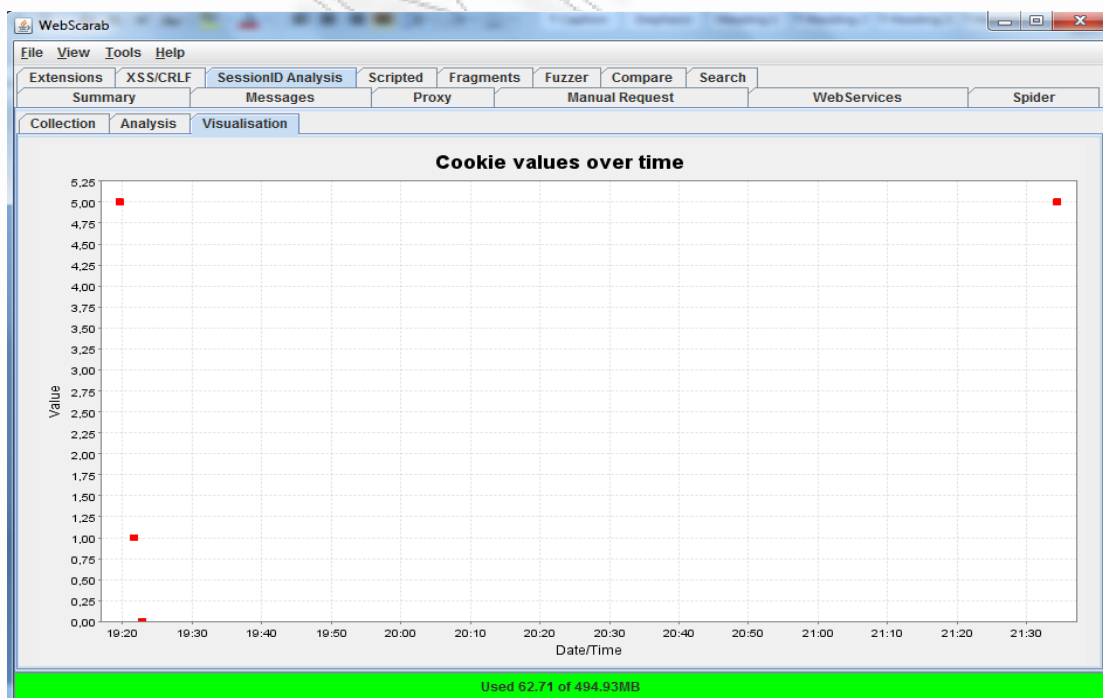 WebScarab
File View Tools Help
Extensions XSS/CRLF SessionID Analysis Scripted Fragments Fuzzer Compare Search
Summary Messages Proxy Manual Request WebServices Spider
Collection Analysis Visualisation
Cookie values over time
5,25
5,00
4,75
4,50
4,25
4,00
3,75
3,50
3,25
3,00
2,75
2,50
2,25
2,00
1,75
1,50
1,25
1,00
0,75
0,50
0,25
0,00
Value
19:20 19:30 19:40 19:50 20:00 20:10 20:20 20:30 20:40 20:50 21:00 21:10 21:20 21:30
Date/Time
Used 62.71 of 494.93MB